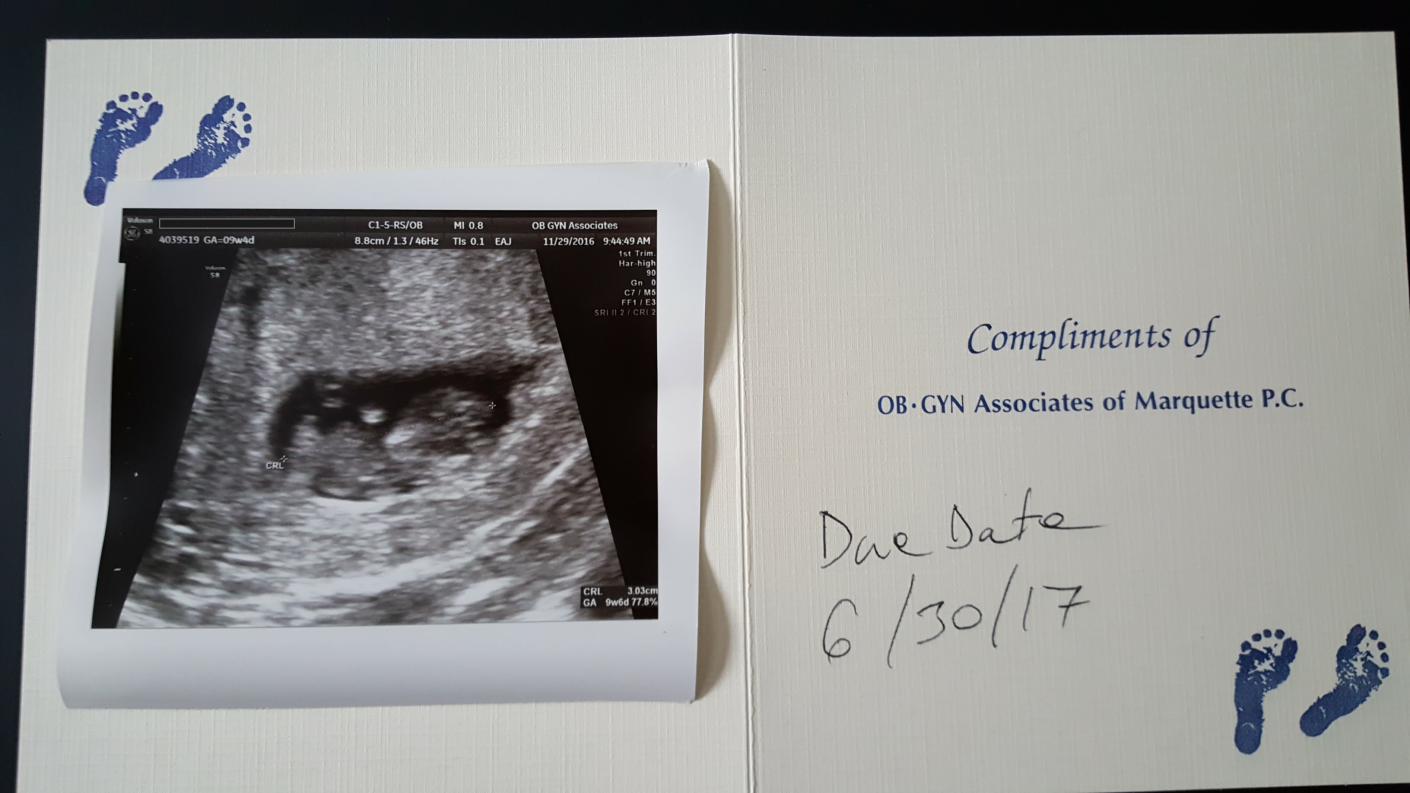 Voluson
S8
C1-5-RS/OB MI 0.8 OB GYN Associates
4039519 GA=09w4d 8.8cm / 1.3 / 46Hz TIs 0.1 EAJ 11/29/2016 9:44:49 AM
Voluson
S8
1st Trim.
Har-high
90
Gn 0
C7 / M5
FF1 / E3
SRI II 2 / CRI 2
CRL
CRL 3.03cm
GA 9w6d 77.8%
Compliments of
OB·GYN Associates of Marquette P.C.
Due Date
6/30/17